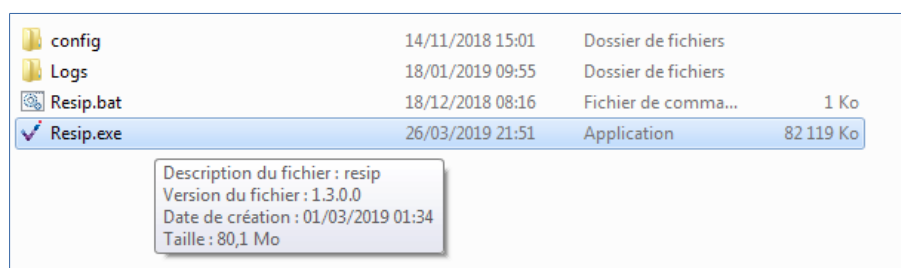 config 14/11/2018 15:01 Dossier de fichiers
Logs 18/01/2019 09:55 Dossier de fichiers
Resip.bat 18/12/2018 08:16 Fichier de comma... 1 Ko
Resip.exe 26/03/2019 21:51 Application 82 119 Ko
Description du fichier : resip
Version du fichier : 1.3.0.0
Date de création : 01/03/2019 01:34
Taille : 80,1 Mo